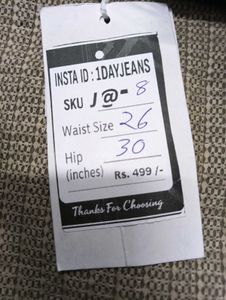 INSTA ID : 1DAYJEANS
SKU J@-8
Waist Size 26
Hip 30
(inches) Rs. 499/-
Thanks For Choosing